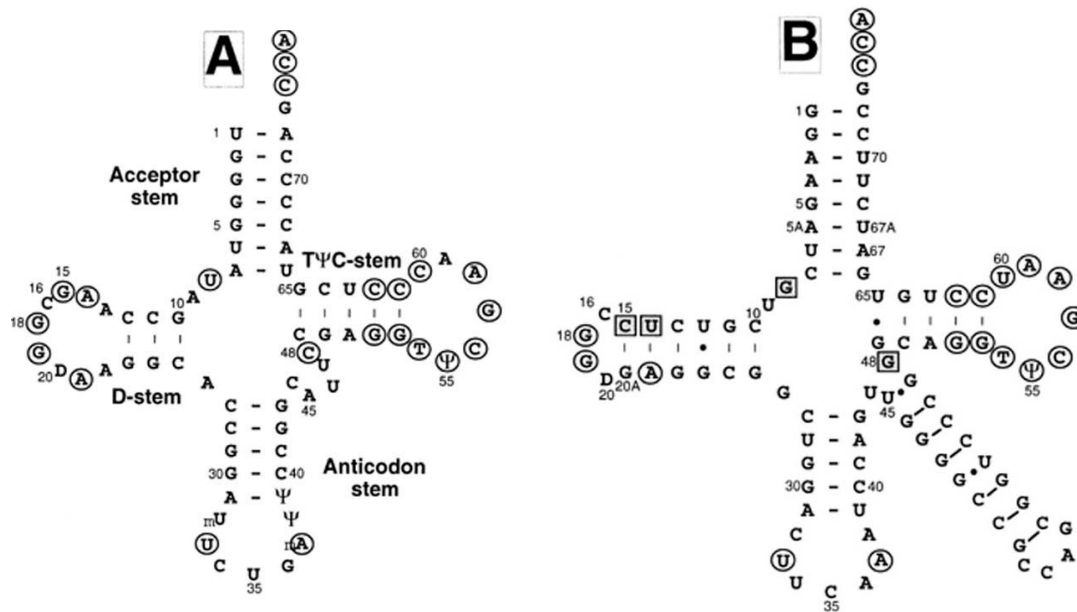 A
A
C
C
G
1 U – A
G – C
Acceptor
stem
G – C 70
G – C
5 G – C
U – A
A – U
TΨC-stem
65 G C U C C C 60 A A G C Ψ 55 T G G A G C
U A 10 G C C A A G 15 C 16 G 18 G D 20 A A G G C A
D-stem
C 48 U U A 45 C
C – G
C – G
G – C
30 G – C 40
A – Ψ
Anticodon
stem
mU Ψ
U mA
C U 35 G
B
A
C
C
G
1 G – C
G – C
A – U 70
A – U
5 G – C
5A A – U 67A
U – A 67
C – G
65 U G U C C U 60 A A G C Ψ 55 T G G A C G
G U 10 C G U C U C 15 C 16 G 18 G D 20 G 20A A G G C G G
G 48 U U 45
G C C C U G G C G A C C G C C G G G G
C – G
U – A
G – C
30 G – C 40
A – U
C A
U A
U C 35 A